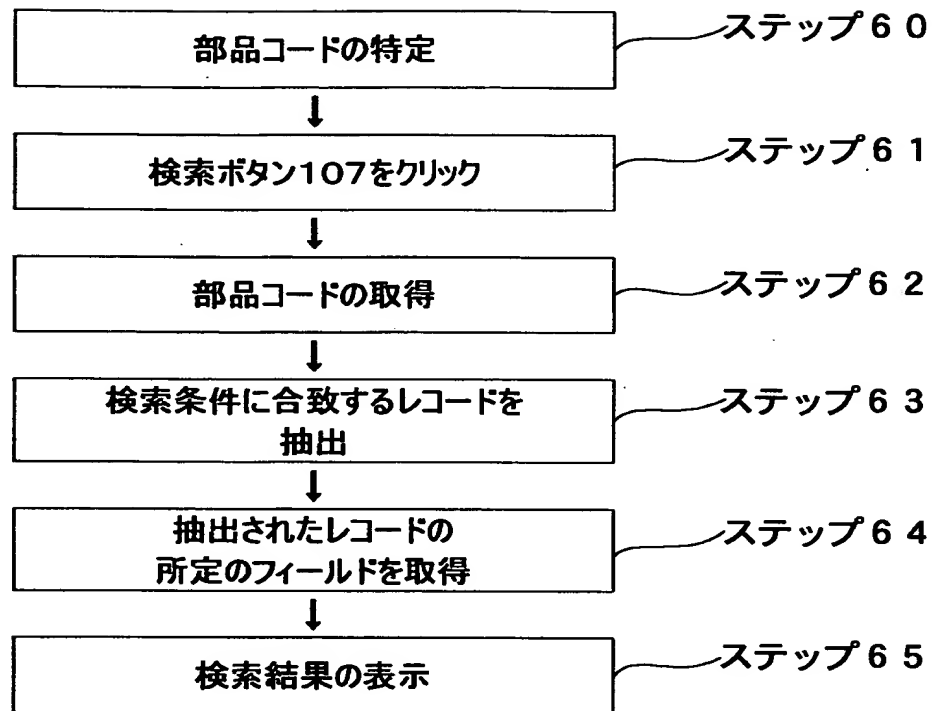 部品コードの特定
ステップ60
検索ボタン107をクリック
ステップ61
部品コードの取得
ステップ62
検索条件に合致するレコードを
抽出
ステップ63
抽出されたレコードの
所定のフィールドを取得
ステップ64
検索結果の表示
ステップ65